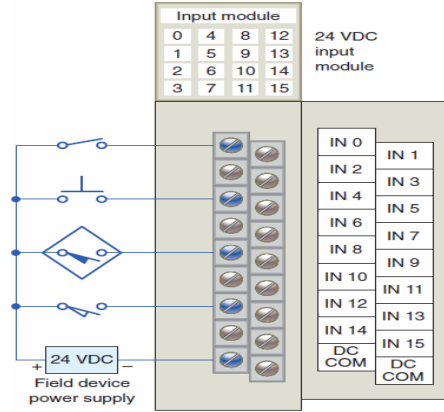 Input module
0 4 8 12
1 5 9 13
2 6 10 14
3 7 11 15
24 VDC
input
module
IN 0
IN 1
IN 2
IN 3
IN 4
IN 5
IN 6
IN 7
IN 8
IN 9
IN 10
IN 11
IN 12
IN 13
IN 14
IN 15
DC
COM
DC
COM
+ 24 VDC −
Field device
power supply